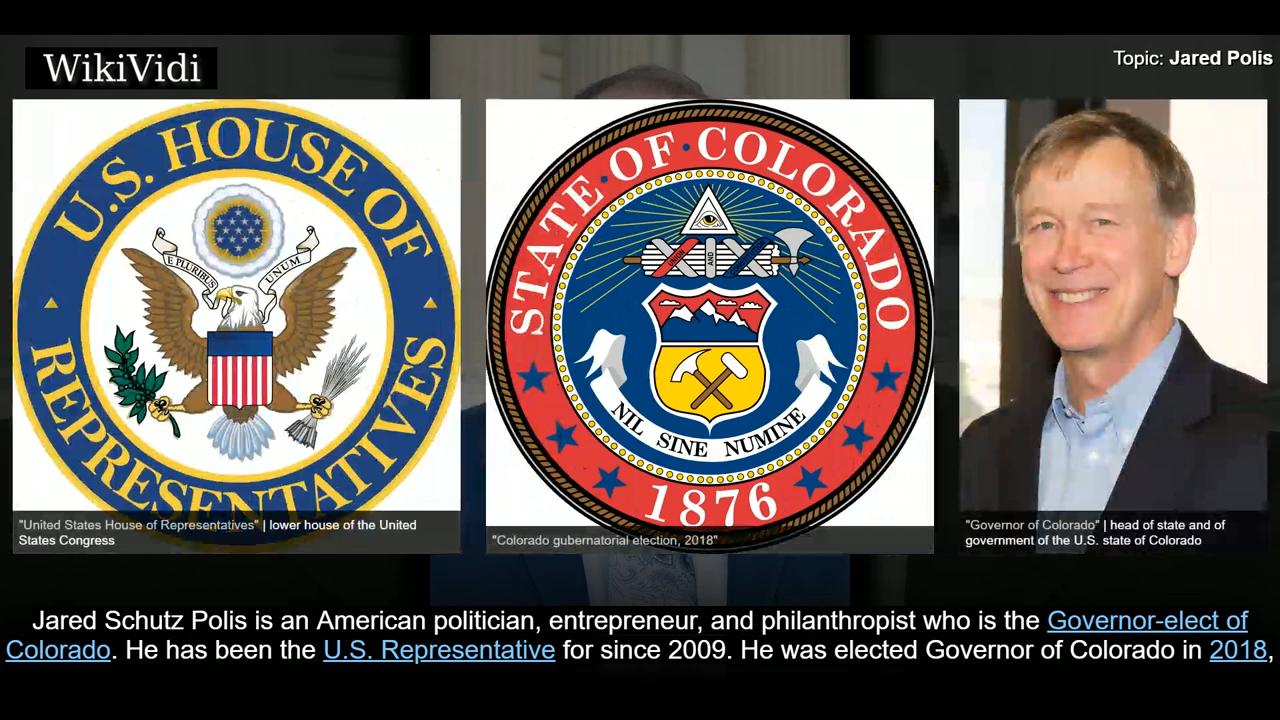 WikiVidi
Topic: Jared Polis
U.S. HOUSE OF
REPRESENTATIVES
E PLURIBUS
UNUM
"United States House of Representatives" | lower house of the United
States Congress
STATE OF COLORADO
UNION
AND
CONSTITUTION
NIL SINE NUMINE
1876
"Colorado gubernatorial election, 2018"
"Governor of Colorado" | head of state and of
government of the U.S. state of Colorado
Jared Schutz Polis is an American politician, entrepreneur, and philanthropist who is the Governor-elect of
Colorado. He has been the U.S. Representative for since 2009. He was elected Governor of Colorado in 2018,